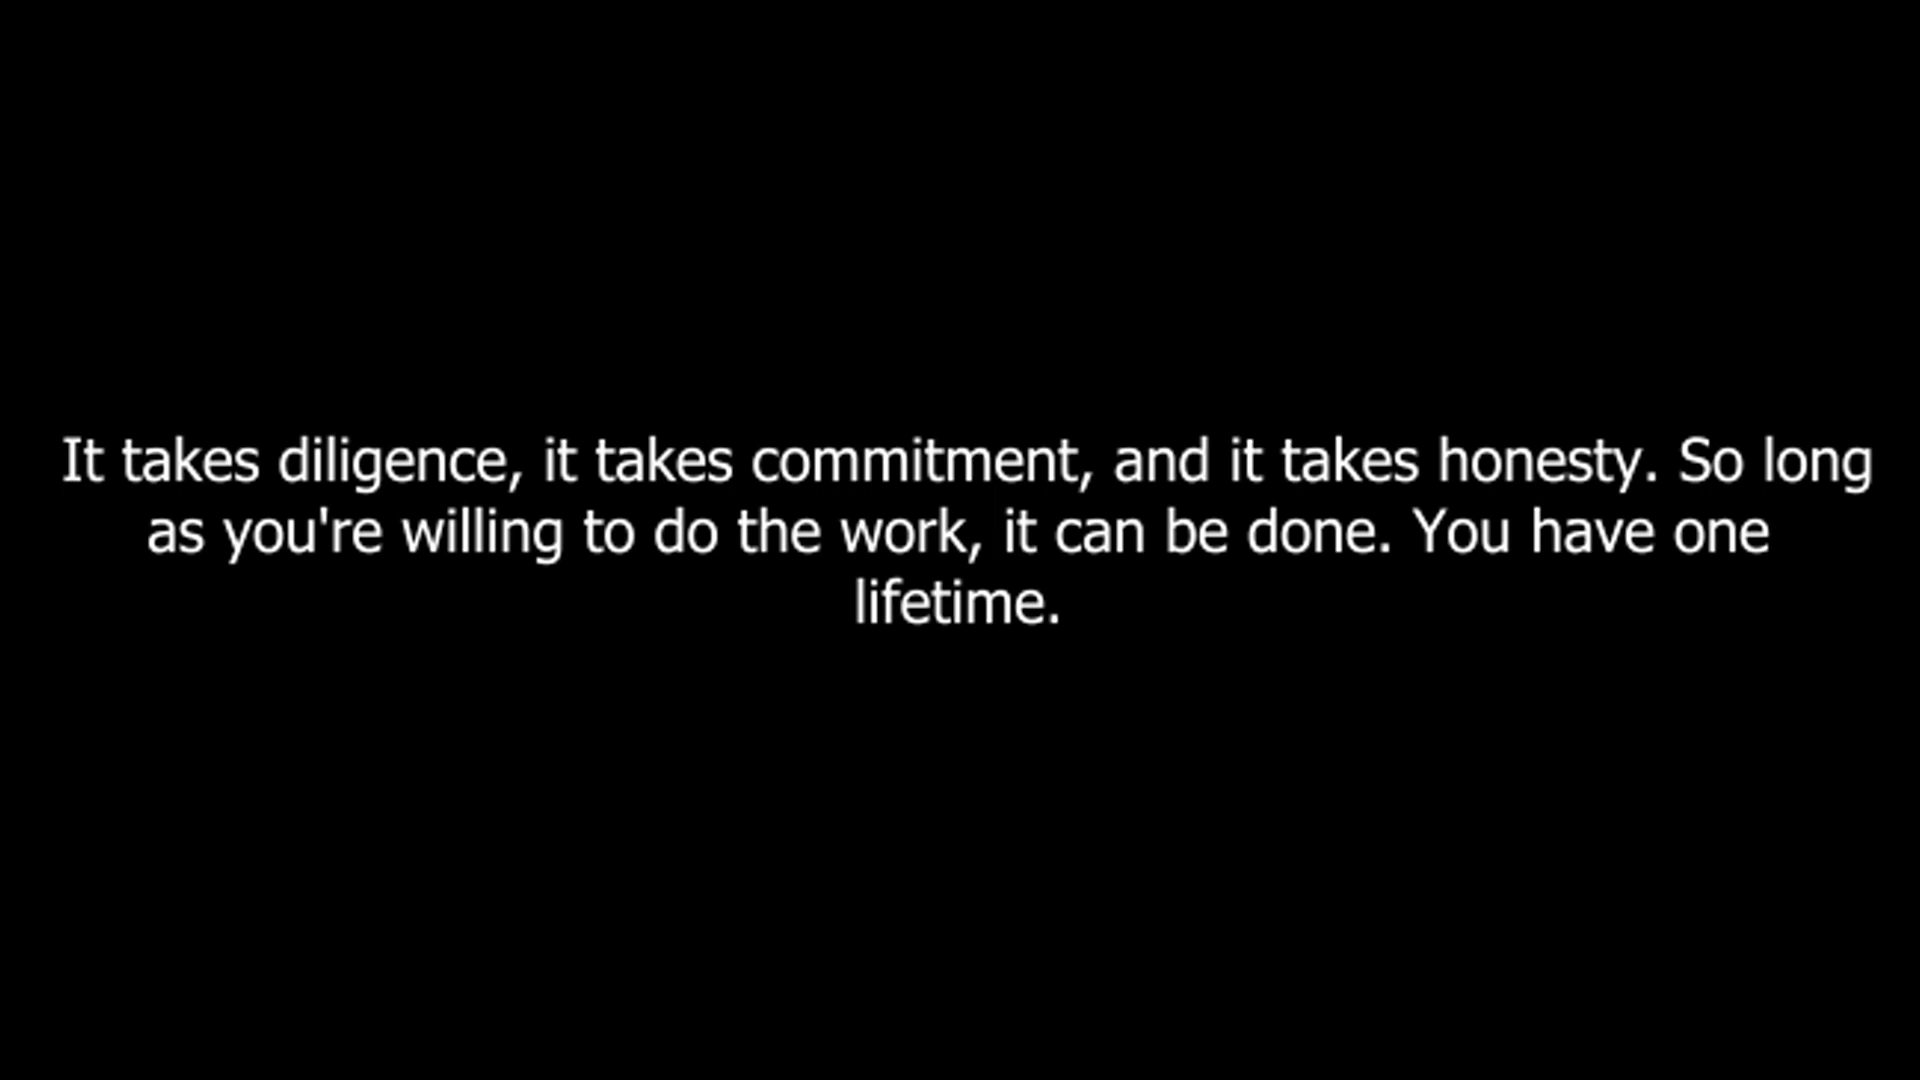 It takes diligence, it takes commitment, and it takes honesty. So long
as you're willing to do the work, it can be done. You have one
lifetime.